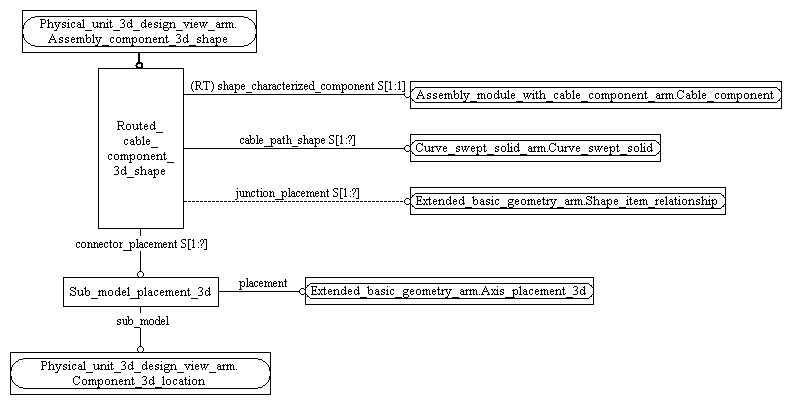 Physical_unit_3d_design_view_arm.
Assembly_component_3d_shape
(RT) shape_characterized_component S[1:1]
Assembly_module_with_cable_component_arm.Cable_component
Routed_
cable_
component_
3d_shape
cable_path_shape S[1:?]
Curve_swept_solid_arm.Curve_swept_solid
junction_placement S[1:?]
Extended_basic_geometry_arm.Shape_item_relationship
connector_placement S[1:?]
Sub_model_placement_3d
placement
Extended_basic_geometry_arm.Axis_placement_3d
sub_model
Physical_unit_3d_design_view_arm.
Component_3d_location